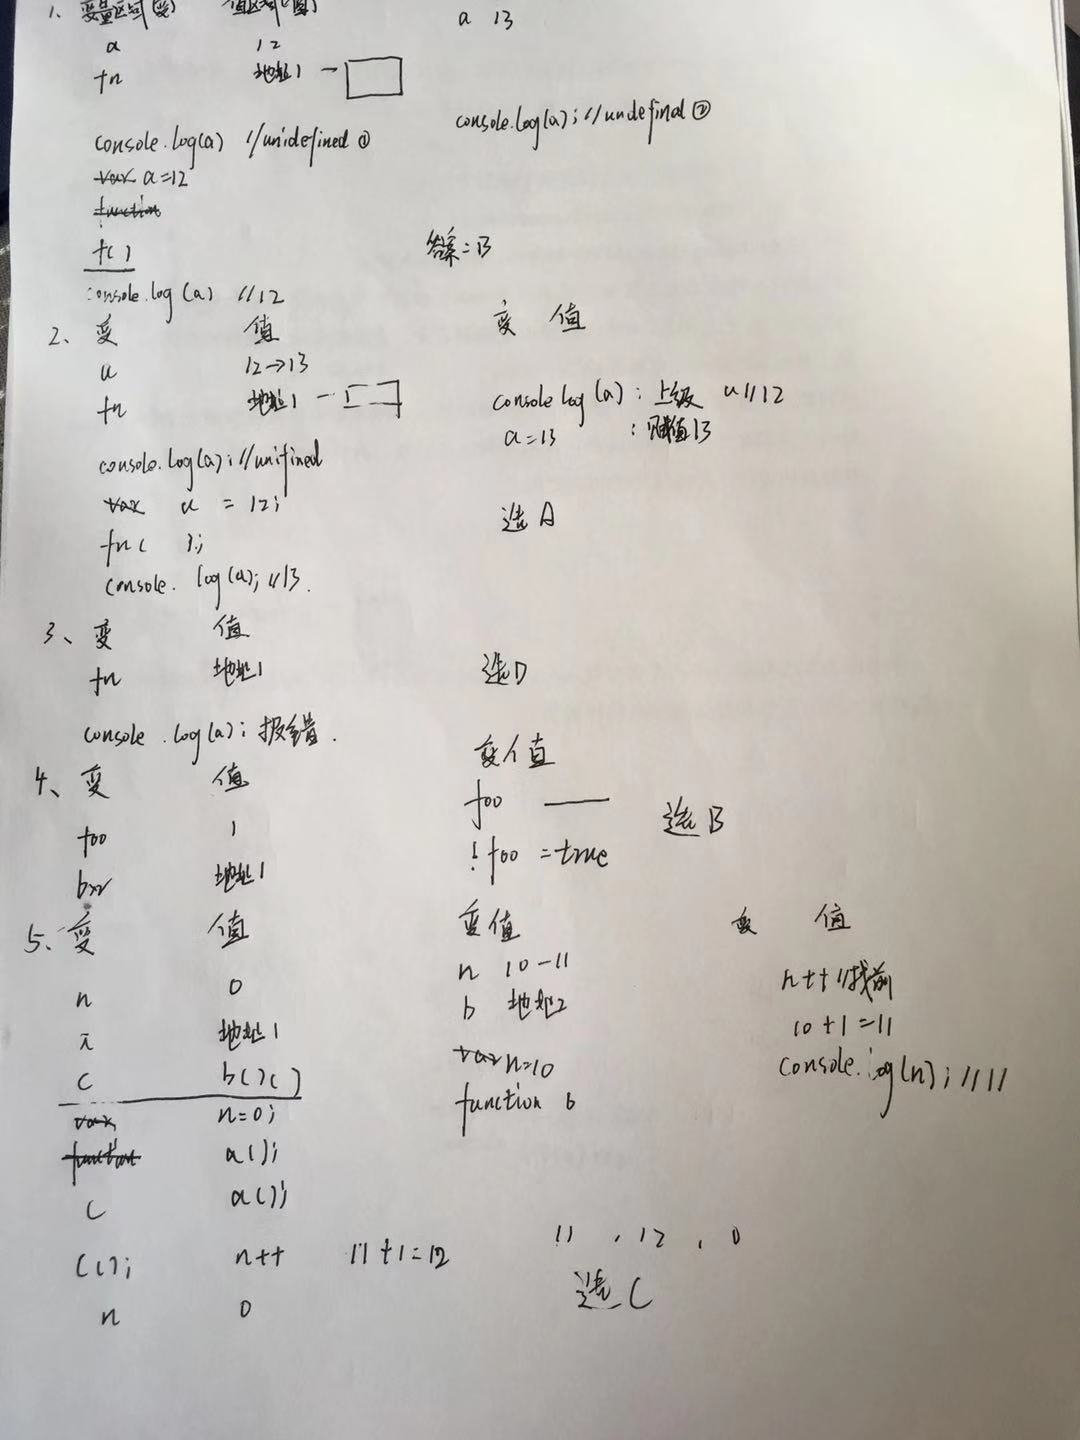 1、变量区域(变) 值区域(值)
a 13
a 12
fn 地址1
console.log(a) //unidefined ①
console.log(a); //undefinal ②
var a=12
function
f( )
答案=B
console.log(a) //12
2、变 值
变 值
a 12→13
fn 地址1
console log(a): 上级 a//12
a=13 :赋值13
console.log(a); //unifined
var a = 12;
选A
fn( );
console. log(a); //13.
3、变 值
fn 地址1
选D
console .log(a): 报错.
4、变 值
变 值
foo 1
foo
选B
bar 地址1
!foo =true
5、变 值
变 值
变 值
n 0
n 10-11
n++ //找前
a 地址1
b 地址2
10+1=11
c b( )( )
var n=10
console.log(n); //11
var n=0;
function b
function a( );
c a( );
c( ); n++ 11+1=12
11 , 12 , 0
n 0
选C